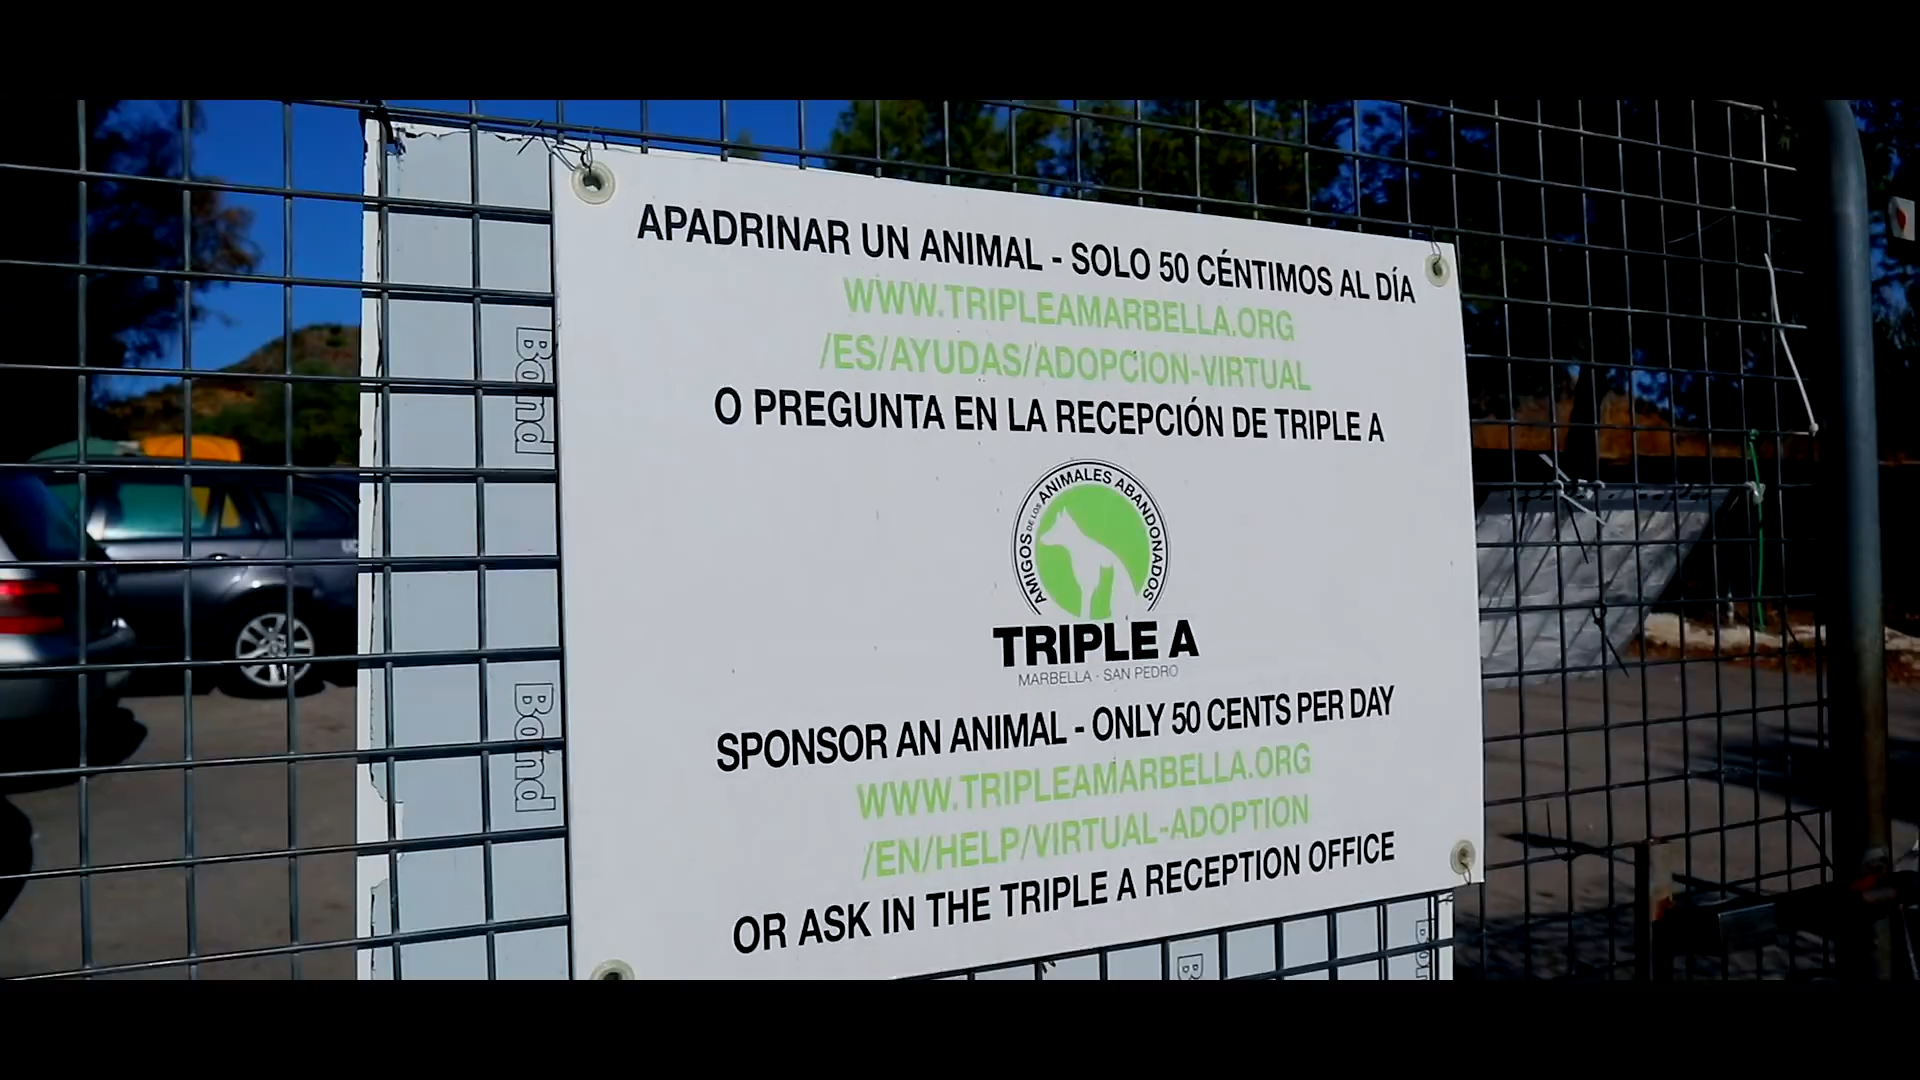 APADRINAR UN ANIMAL - SOLO 50 CÉNTIMOS AL DÍA
WWW.TRIPLEAMARBELLA.ORG
/ES/AYUDAS/ADOPCION-VIRTUAL
O PREGUNTA EN LA RECEPCIÓN DE TRIPLE A
AMIGOS DE LOS ANIMALES ABANDONADOS
TRIPLE A
MARBELLA - SAN PEDRO
SPONSOR AN ANIMAL - ONLY 50 CENTS PER DAY
WWW.TRIPLEAMARBELLA.ORG
/EN/HELP/VIRTUAL-ADOPTION
OR ASK IN THE TRIPLE A RECEPTION OFFICE
Bond
Bond